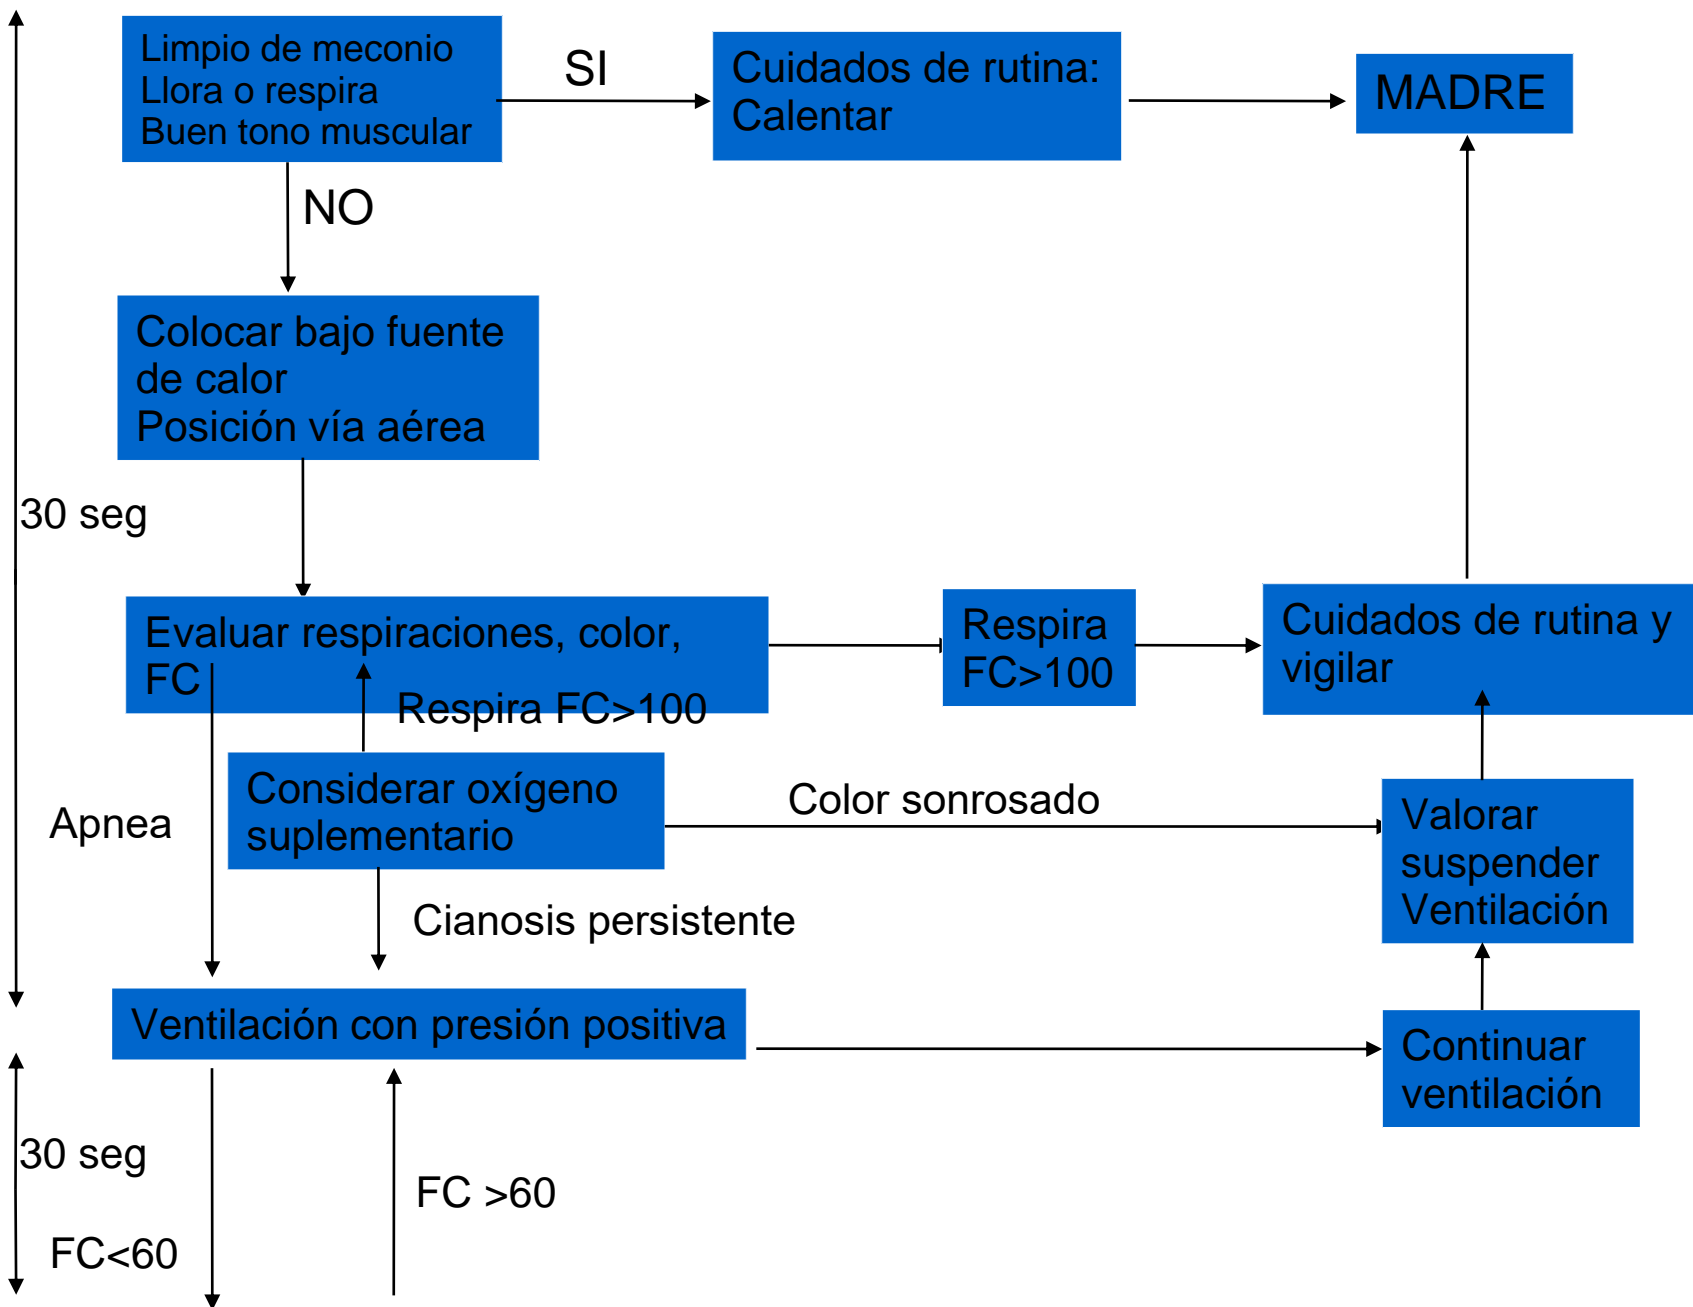 Limpio de meconio
Llora o respira
Buen tono muscular
SI
Cuidados de rutina:
Calentar
MADRE
NO
Colocar bajo fuente
de calor
Posición vía aérea
30 seg
Evaluar respiraciones, color,
FC
Respira
FC>100
Cuidados de rutina y
vigilar
Respira FC>100
Considerar oxígeno
suplementario
Color sonrosado
Apnea
Valorar
suspender
Ventilación
Cianosis persistente
Ventilación con presión positiva
Continuar
ventilación
30 seg
FC >60
FC<60